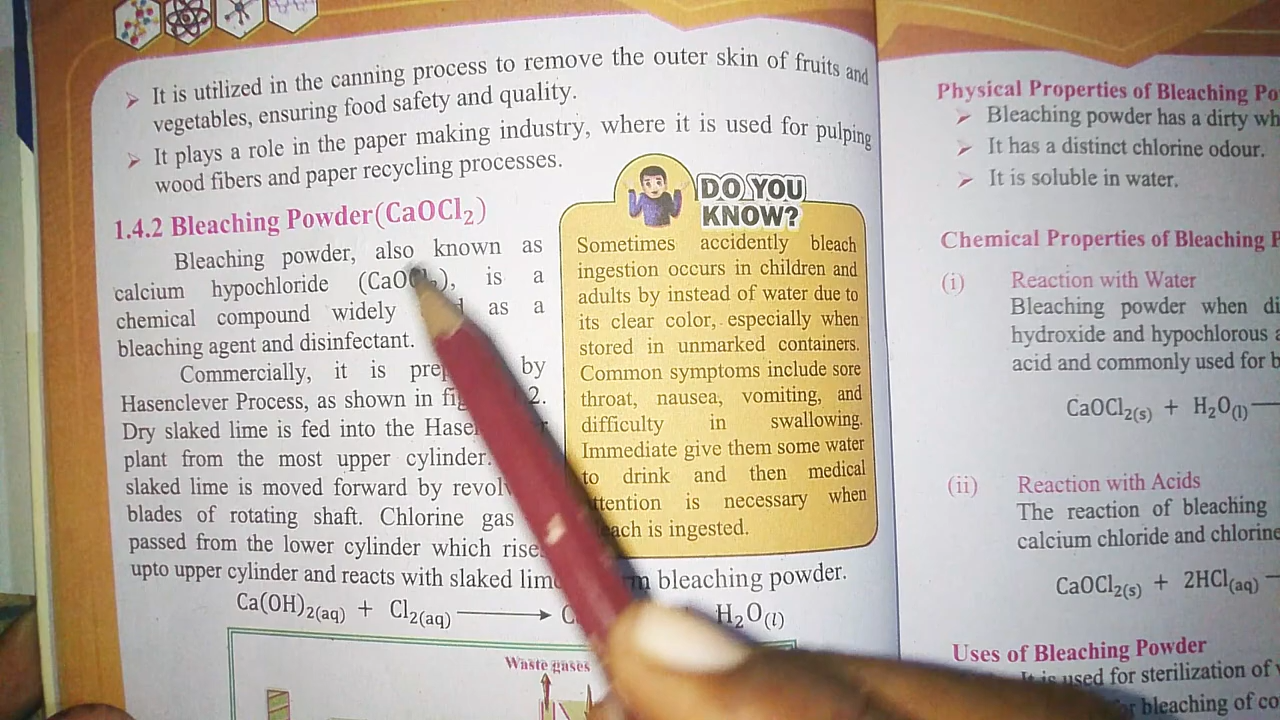 ➢ It is utilized in the canning process to remove the outer skin of fruits and
vegetables, ensuring food safety and quality.
➢ It plays a role in the paper making industry, where it is used for pulping
wood fibers and paper recycling processes.
1.4.2 Bleaching Powder(CaOCl₂)
Bleaching powder, also known as
calcium hypochloride (CaOCl₂), is a
chemical compound widely as a
bleaching agent and disinfectant.
Commercially, it is by
Hasenclever Process, as shown in 2.
Dry slaked lime is fed into the
plant from the most upper cylinder.
slaked lime is moved forward by
blades of rotating shaft. Chlorine gas
passed from the lower cylinder which
upto upper cylinder and reacts with slaked bleaching powder.
Ca(OH)₂(aq) + Cl₂(aq) ⟶ H₂O(l)
Waste gases
DO YOU
KNOW?
Sometimes accidently bleach
ingestion occurs in children and
adults by instead of water due to
its clear color, especially when
stored in unmarked containers.
Common symptoms include sore
throat, nausea, vomiting, and
difficulty in swallowing.
Immediate give them some water
to drink and then medical
attention is necessary when
bleach is ingested.
Physical Properties of Bleaching
➢ Bleaching powder has a dirty
➢ It has a distinct chlorine odour.
➢ It is soluble in water.
Chemical Properties of Bleaching
(i) Reaction with Water
Bleaching powder when
hydroxide and hypochlorous
acid and commonly used for
CaOCl₂(s) + H₂O(l)
(ii) Reaction with Acids
The reaction of bleaching
calcium chloride and chlorine
CaOCl₂(s) + 2HCl(aq)
Uses of Bleaching Powder
It is used for sterilization of
bleaching of